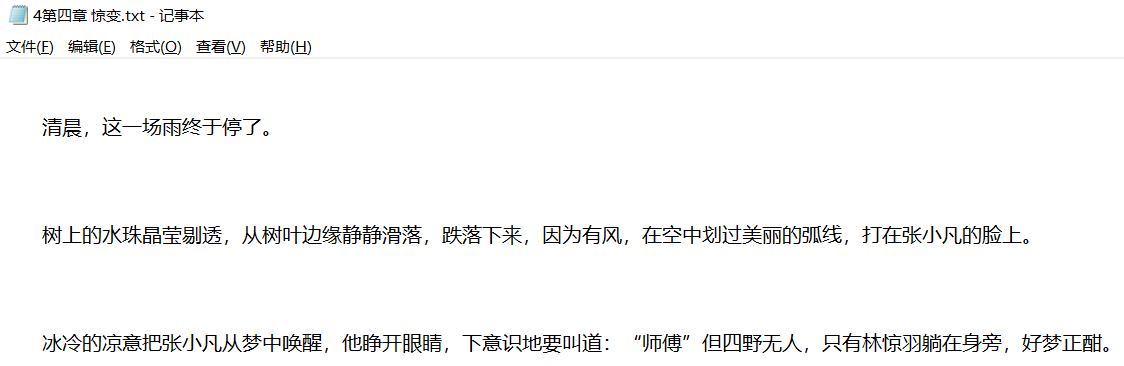 4第四章 惊变.txt - 记事本
文件(F) 编辑(E) 格式(O) 查看(V) 帮助(H)
清晨，这一场雨终于停了。
树上的水珠晶莹剔透，从树叶边缘静静滑落，跌落下来，因为有风，在空中划过美丽的弧线，打在张小凡的脸上。
冰冷的凉意把张小凡从梦中唤醒，他睁开眼睛，下意识地要叫道：“师傅”但四野无人，只有林惊羽躺在身旁，好梦正酣。